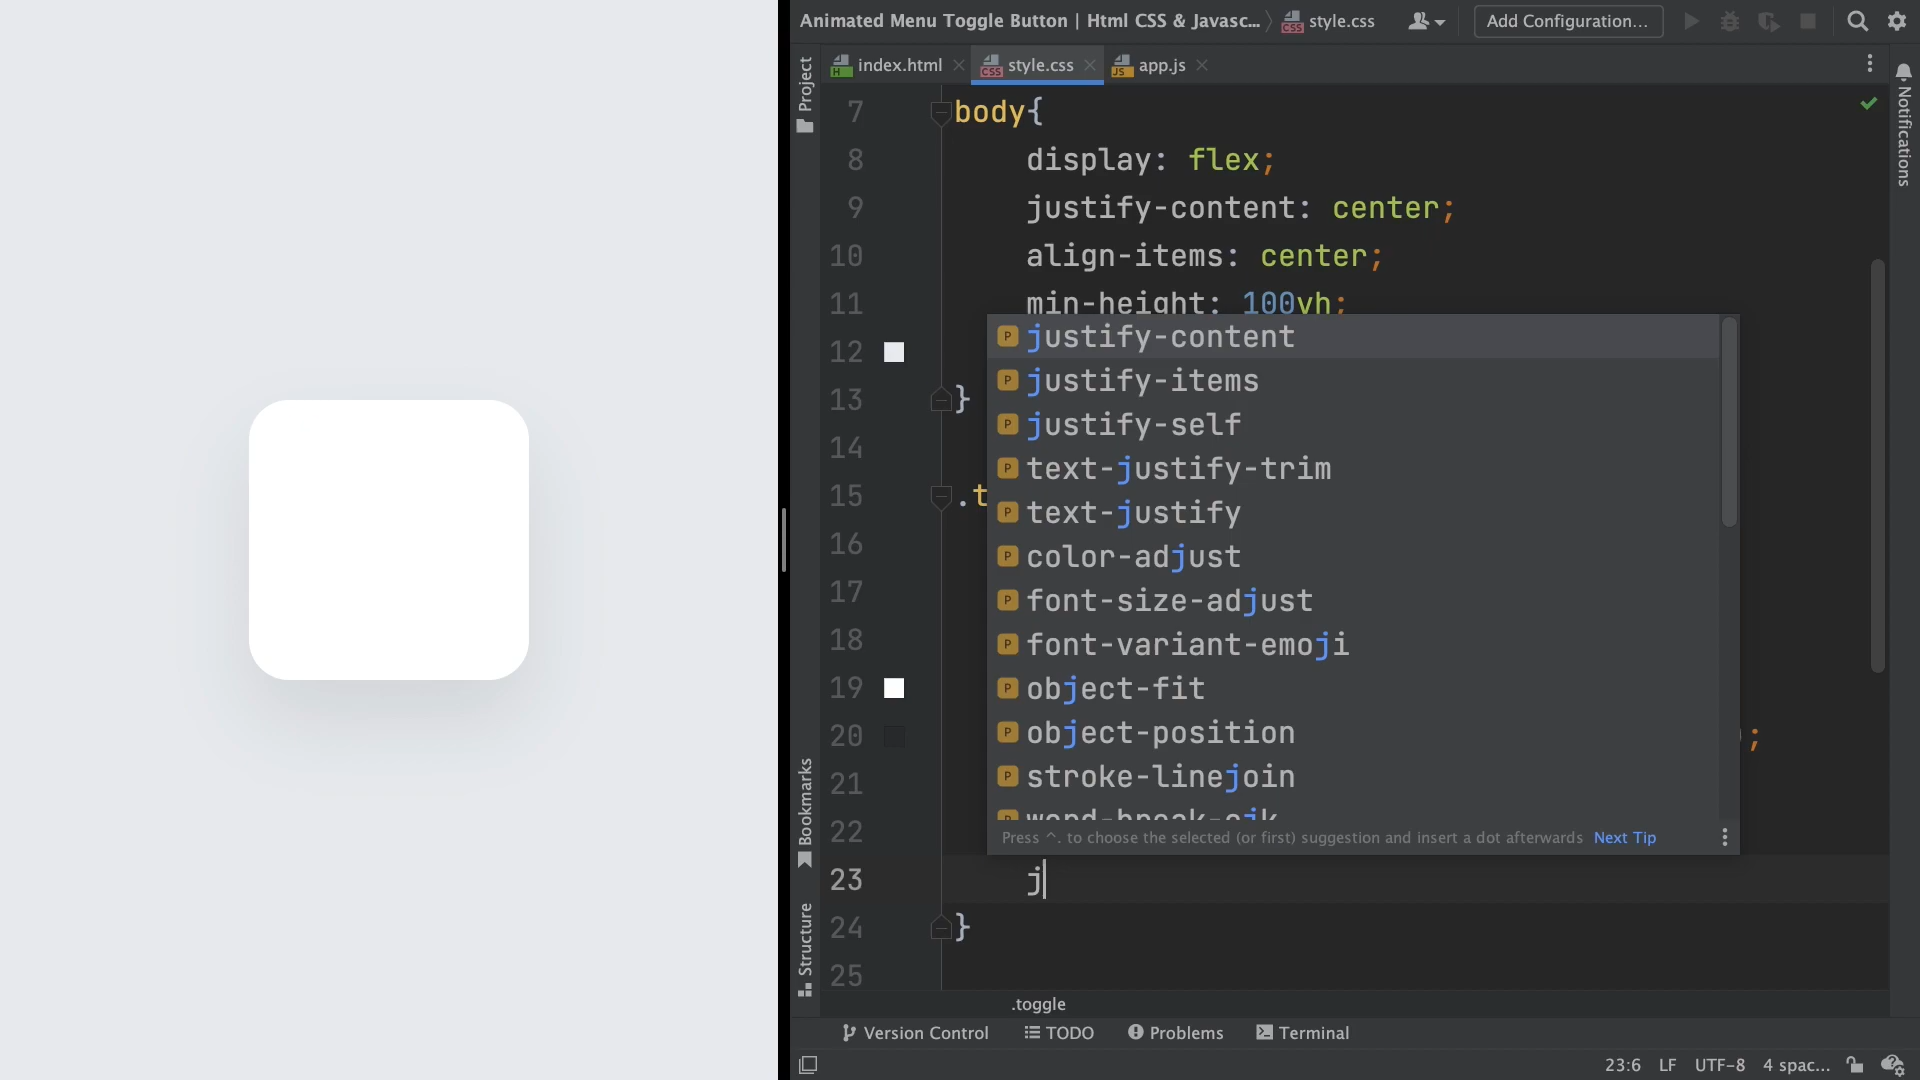 Animated Menu Toggle Button | Html CSS & Javasc... style.css Add Configuration...
index.html style.css app.js
Project
Notifications
7 body{
8 display: flex;
9 justify-content: center;
10 align-items: center;
11 min-height: 100vh;
12
13 }
14
15 .t
16
17
18
19
20 ;
21
22
justify-content
justify-items
justify-self
text-justify-trim
text-justify
color-adjust
font-size-adjust
font-variant-emoji
object-fit
object-position
stroke-linejoin
word-break-cjk
Press ^. to choose the selected (or first) suggestion and insert a dot afterwards Next Tip
23 j
24 }
25
Bookmarks
Structure
.toggle
Version Control TODO Problems Terminal
23:6 LF UTF-8 4 spac...